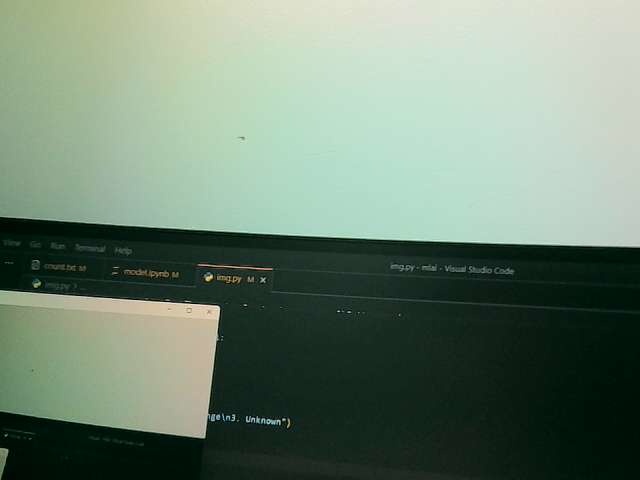 View Go Run Terminal Help
img.py - mlai - Visual Studio Code
count.txt M model.ipynb M img.py M
img.py
nge\n3. Unknown")